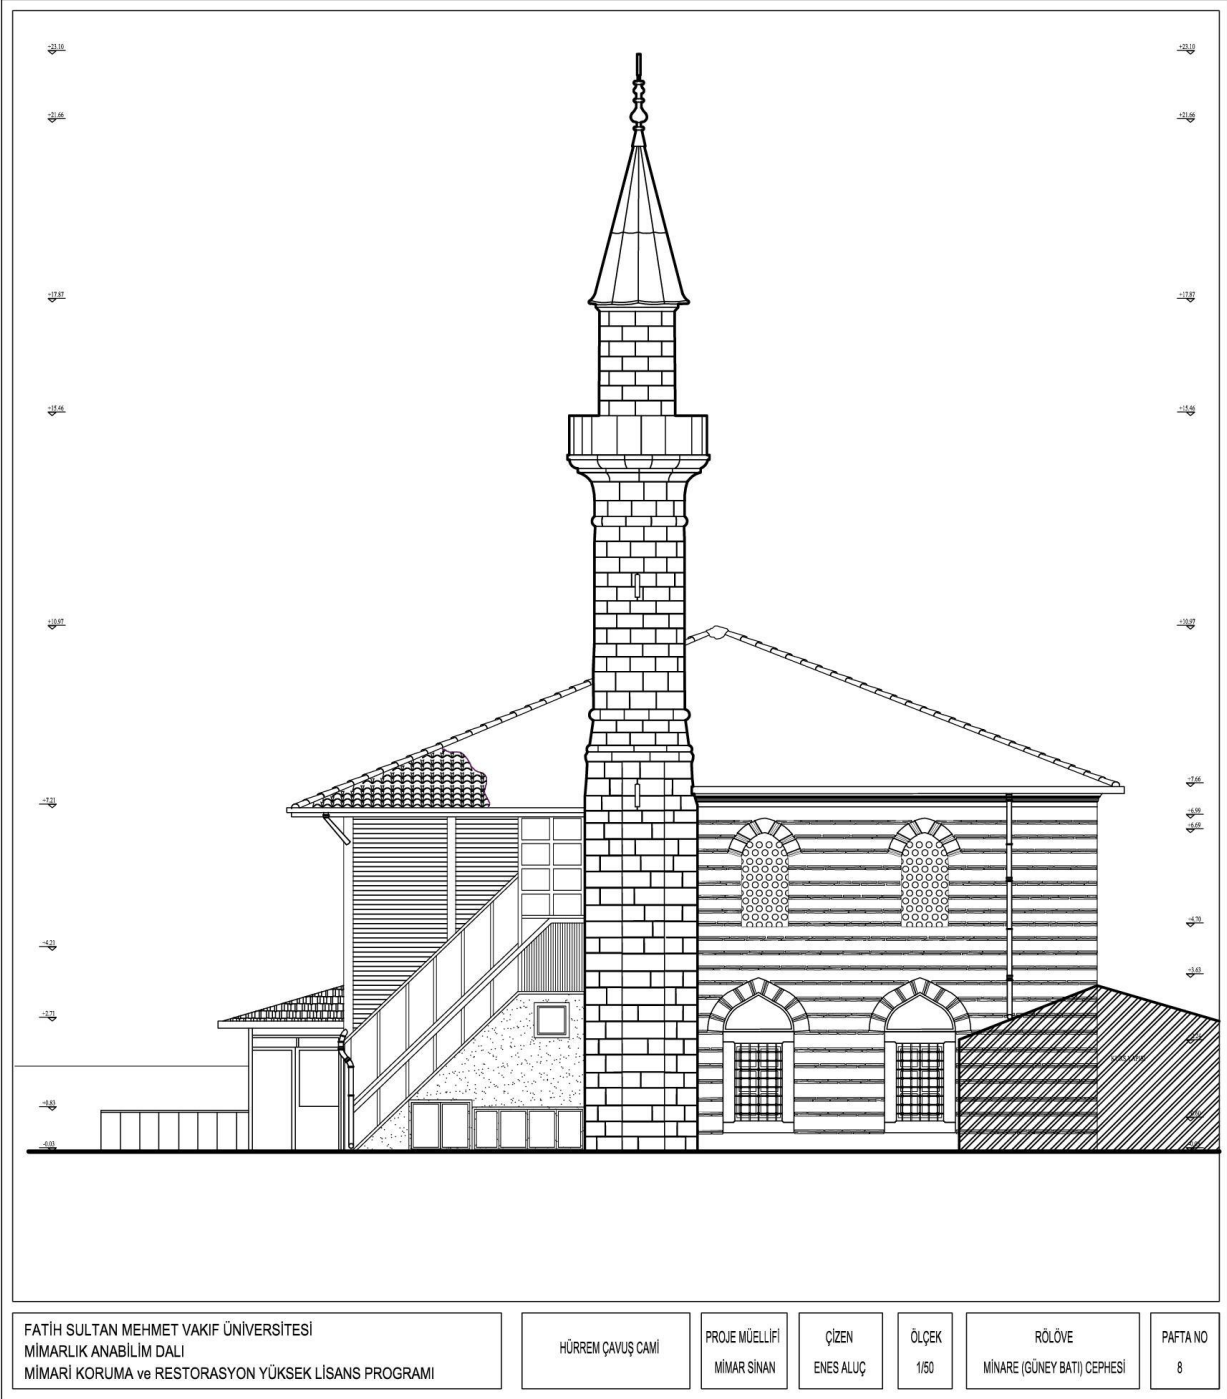 +23.10
+23.10
+21.66
+21.66
+17.87
+17.87
+15.46
+15.46
+10.97
+10.97
+7.66
+7.21
+6.99
+6.69
+4.70
+4.21
+3.63
+2.71
+0.83
-0.03
FATİH SULTAN MEHMET VAKIF ÜNİVERSİTESİ
MİMARLIK ANABİLİM DALI
MİMARİ KORUMA ve RESTORASYON YÜKSEK LİSANS PROGRAMI
HÜRREM ÇAVUŞ CAMİ
PROJE MÜELLİFİ
MİMAR SİNAN
ÇİZEN
ENES ALUÇ
ÖLÇEK
1/50
RÖLÖVE
MİNARE (GÜNEY BATI) CEPHESİ
PAFTA NO
8